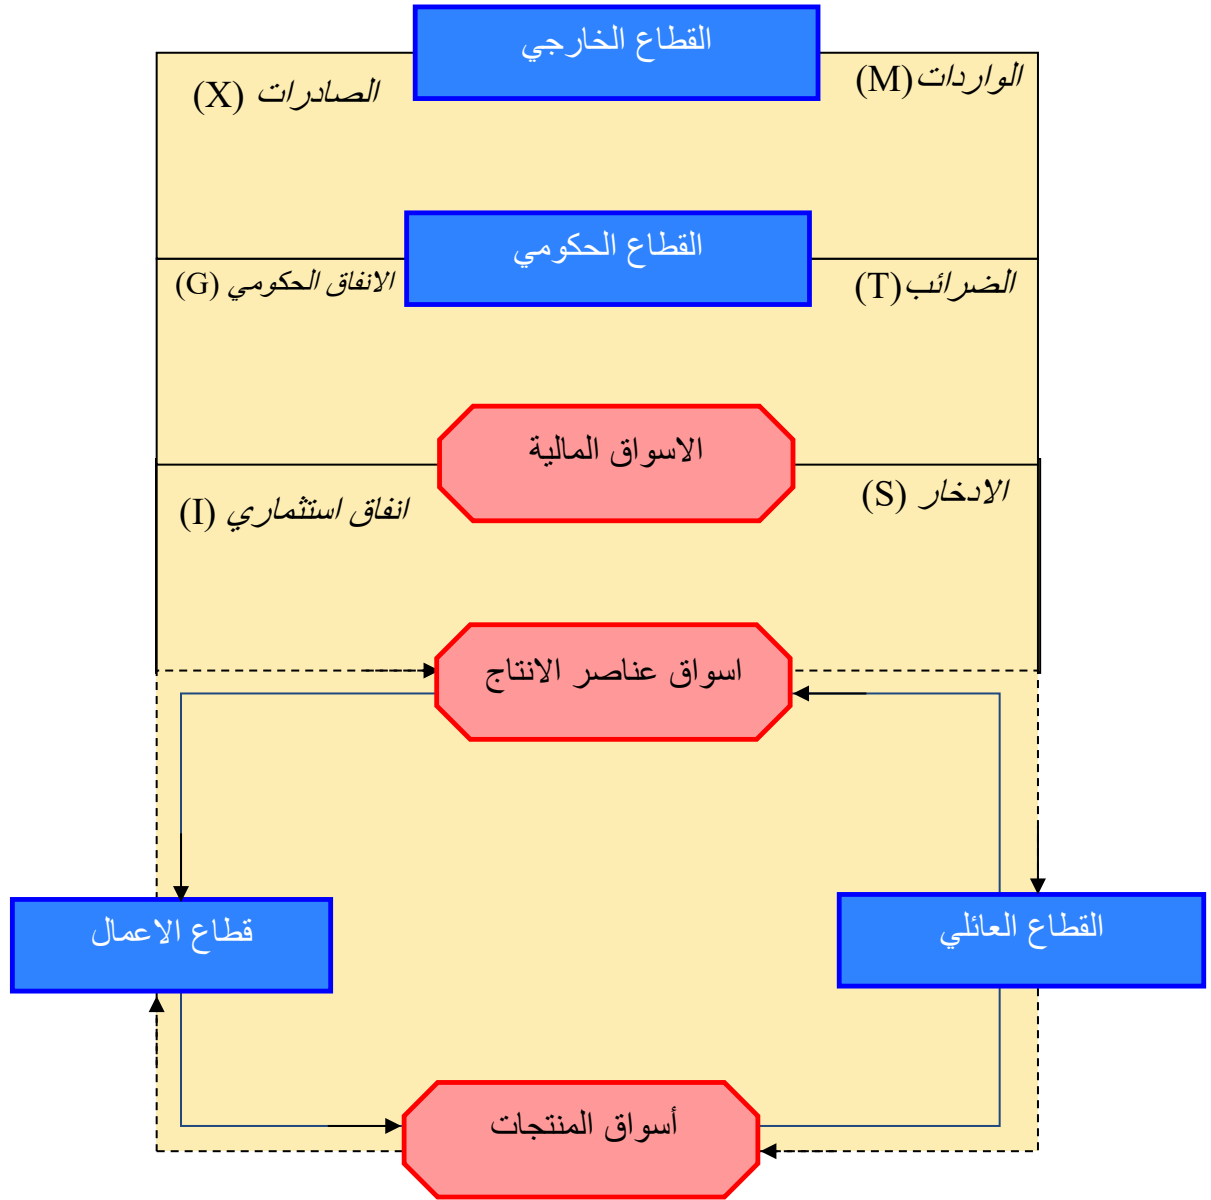 القطاع الخارجي
الواردات(M)
الصادرات (X)
القطاع الحكومي
الضرائب(T)
الانفاق الحكومي (G)
الاسواق المالية
الادخار (S)
انفاق استثماري (I)
اسواق عناصر الانتاج
القطاع العائلي
قطاع الاعمال
أسواق المنتجات